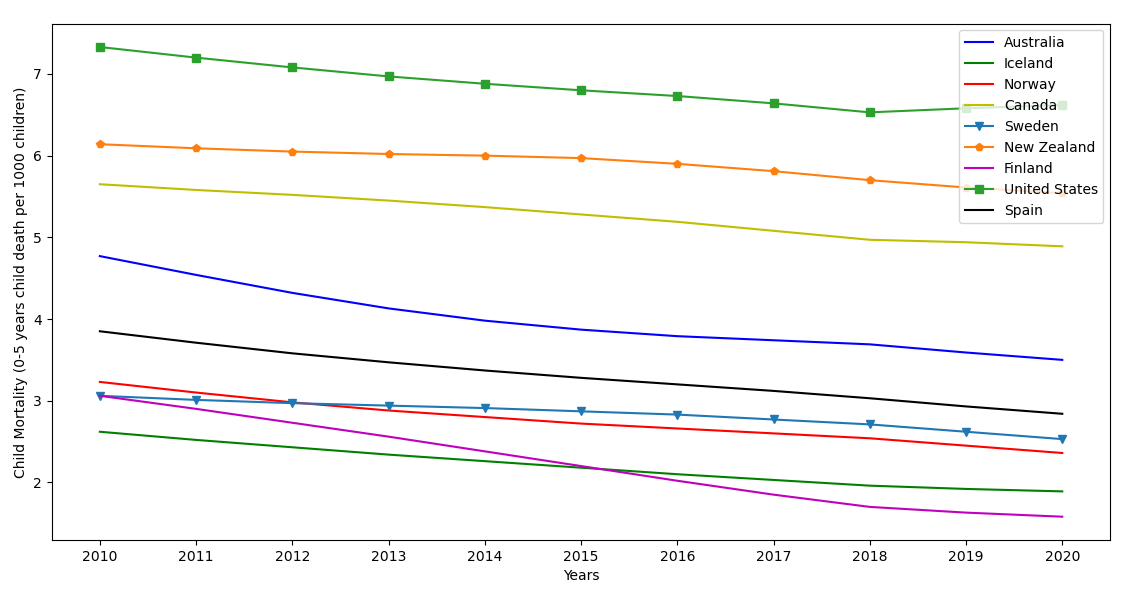 Child Mortality (0-5 years child death per 1000 children)
7
6
5
4
3
2
2010 2011 2012 2013 2014 2015 2016 2017 2018 2019 2020
Years
Australia
Iceland
Norway
Canada
Sweden
New Zealand
Finland
United States
Spain